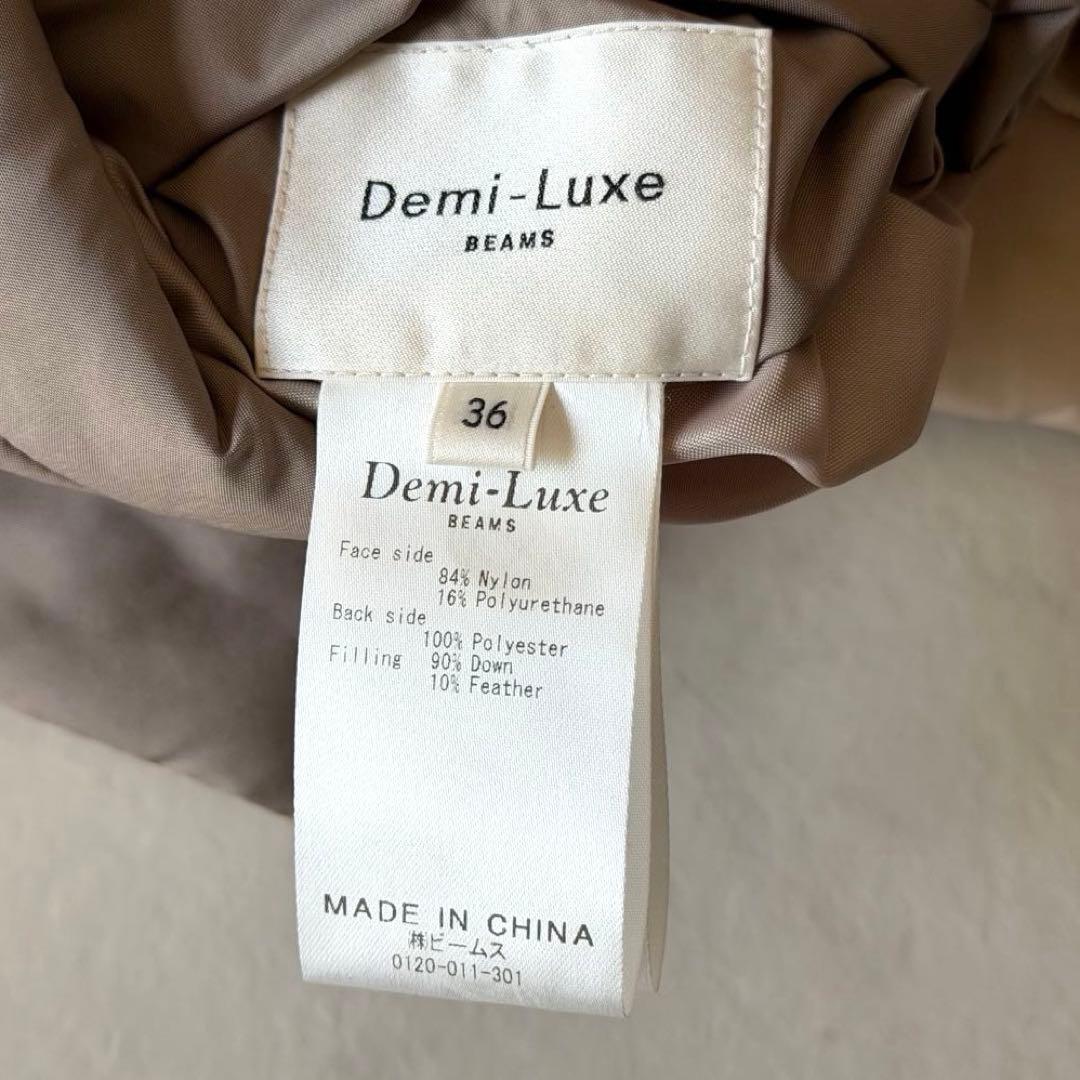 Demi-Luxe
BEAMS
36
Demi-Luxe
BEAMS
Face side
84% Nylon
16% Polyurethane
Back side
100% Polyester
Filling 90% Down
10% Feather
MADE IN CHINA
㈱ビームス
0120-011-301